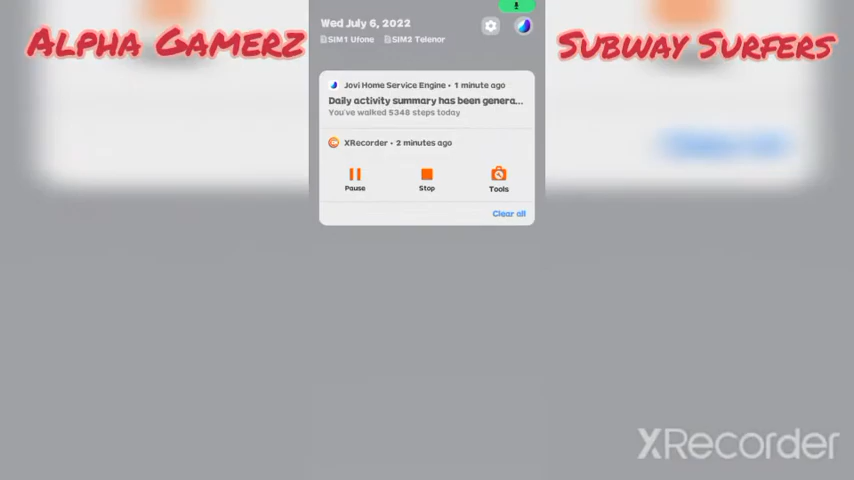 Alpha Gamerz
Subway Surfers
Wed July 6, 2022
SIM1 Ufone SIM2 Telenor
Jovi Home Service Engine • 1 minute ago
Daily activity summary has been genera...
You've walked 5348 steps today
XRecorder • 2 minutes ago
Pause Stop Tools
Clear all
XRecorder